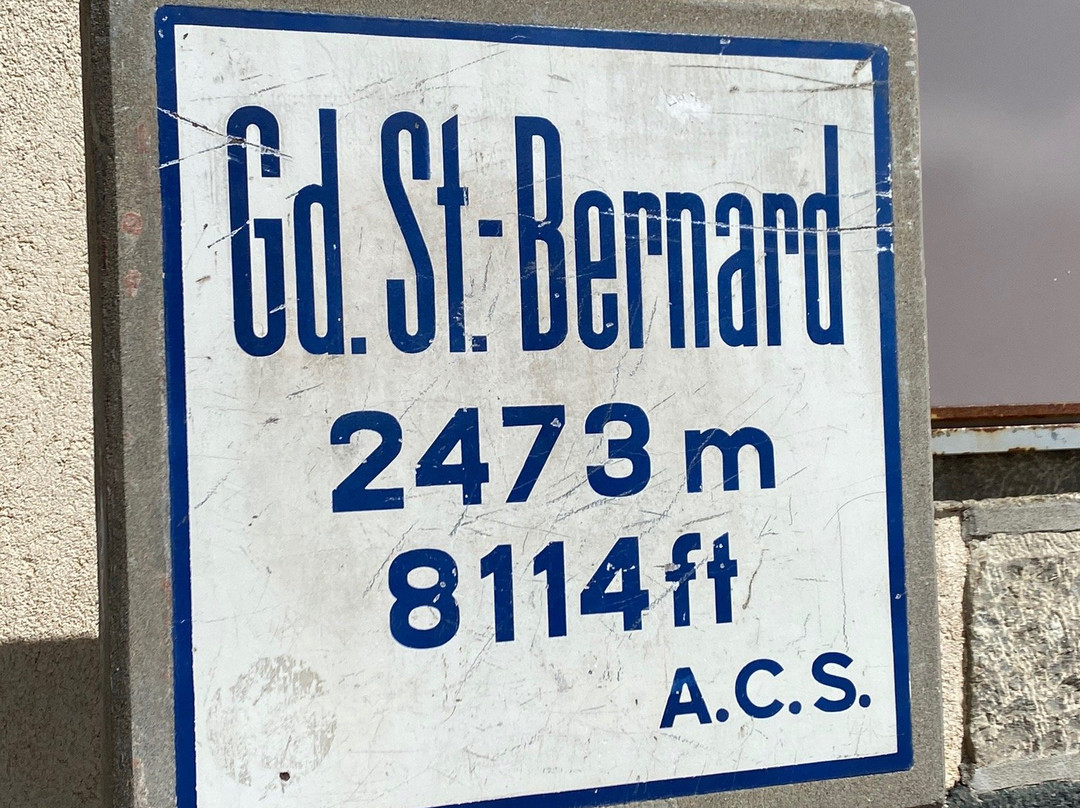 Gd. St.-Bernard
2473 m
8114 ft
A.C.S.